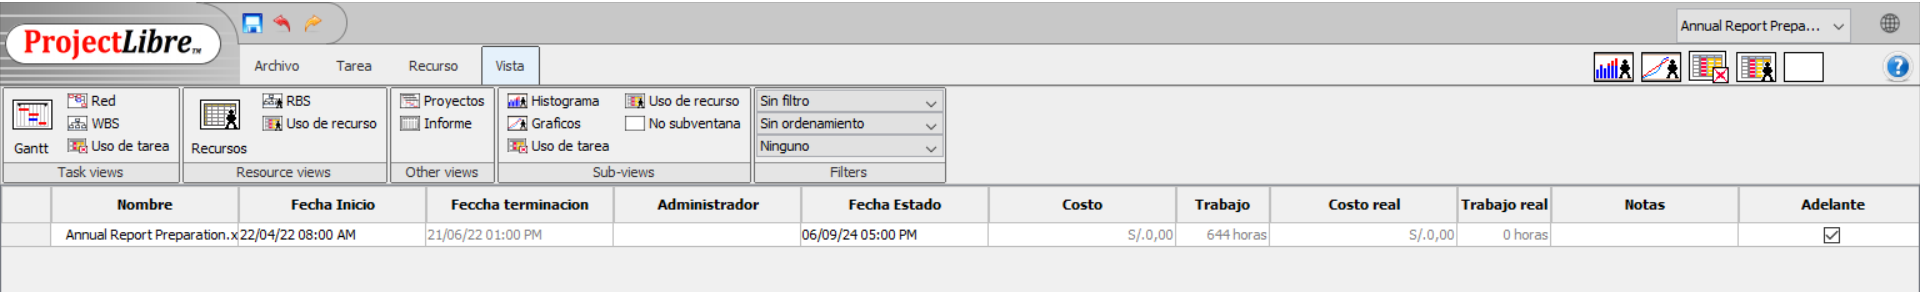 ProjectLibre™
Annual Report Prepa...
Archivo Tarea Recurso Vista
Red
WBS
Uso de tarea
Gantt
Task views
RBS
Uso de recurso
Recursos
Resource views
Proyectos
Informe
Other views
Histograma Uso de recurso
Graficos No subventana
Uso de tarea
Sub-views
Sin filtro
Sin ordenamiento
Ninguno
Filters
Nombre Fecha Inicio Feccha terminacion Administrador Fecha Estado Costo Trabajo Costo real Trabajo real Notas Adelante
Annual Report Preparation.x 22/04/22 08:00 AM 21/06/22 01:00 PM 06/09/24 05:00 PM S/.0,00 644 horas S/.0,00 0 horas